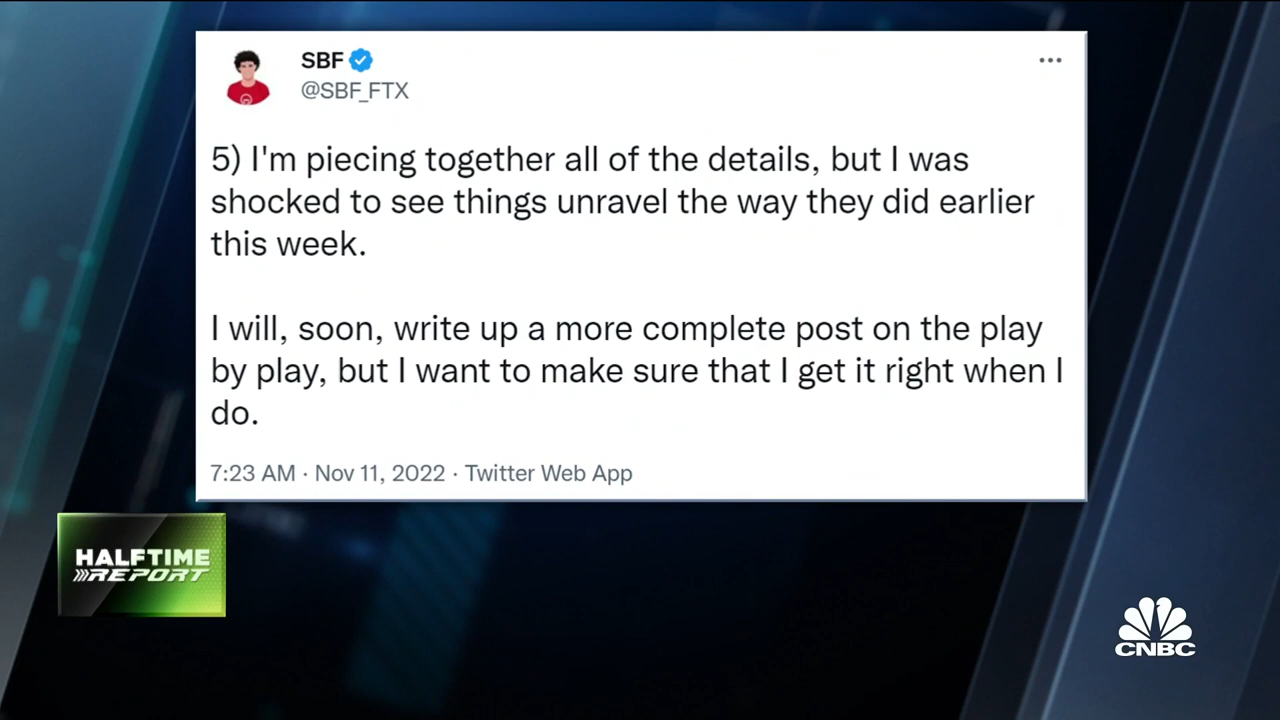 SBF
@SBF_FTX
5) I'm piecing together all of the details, but I was
shocked to see things unravel the way they did earlier
this week.
I will, soon, write up a more complete post on the play
by play, but I want to make sure that I get it right when I
do.
7:23 AM · Nov 11, 2022 · Twitter Web App
HALFTIME
REPORT
CNBC